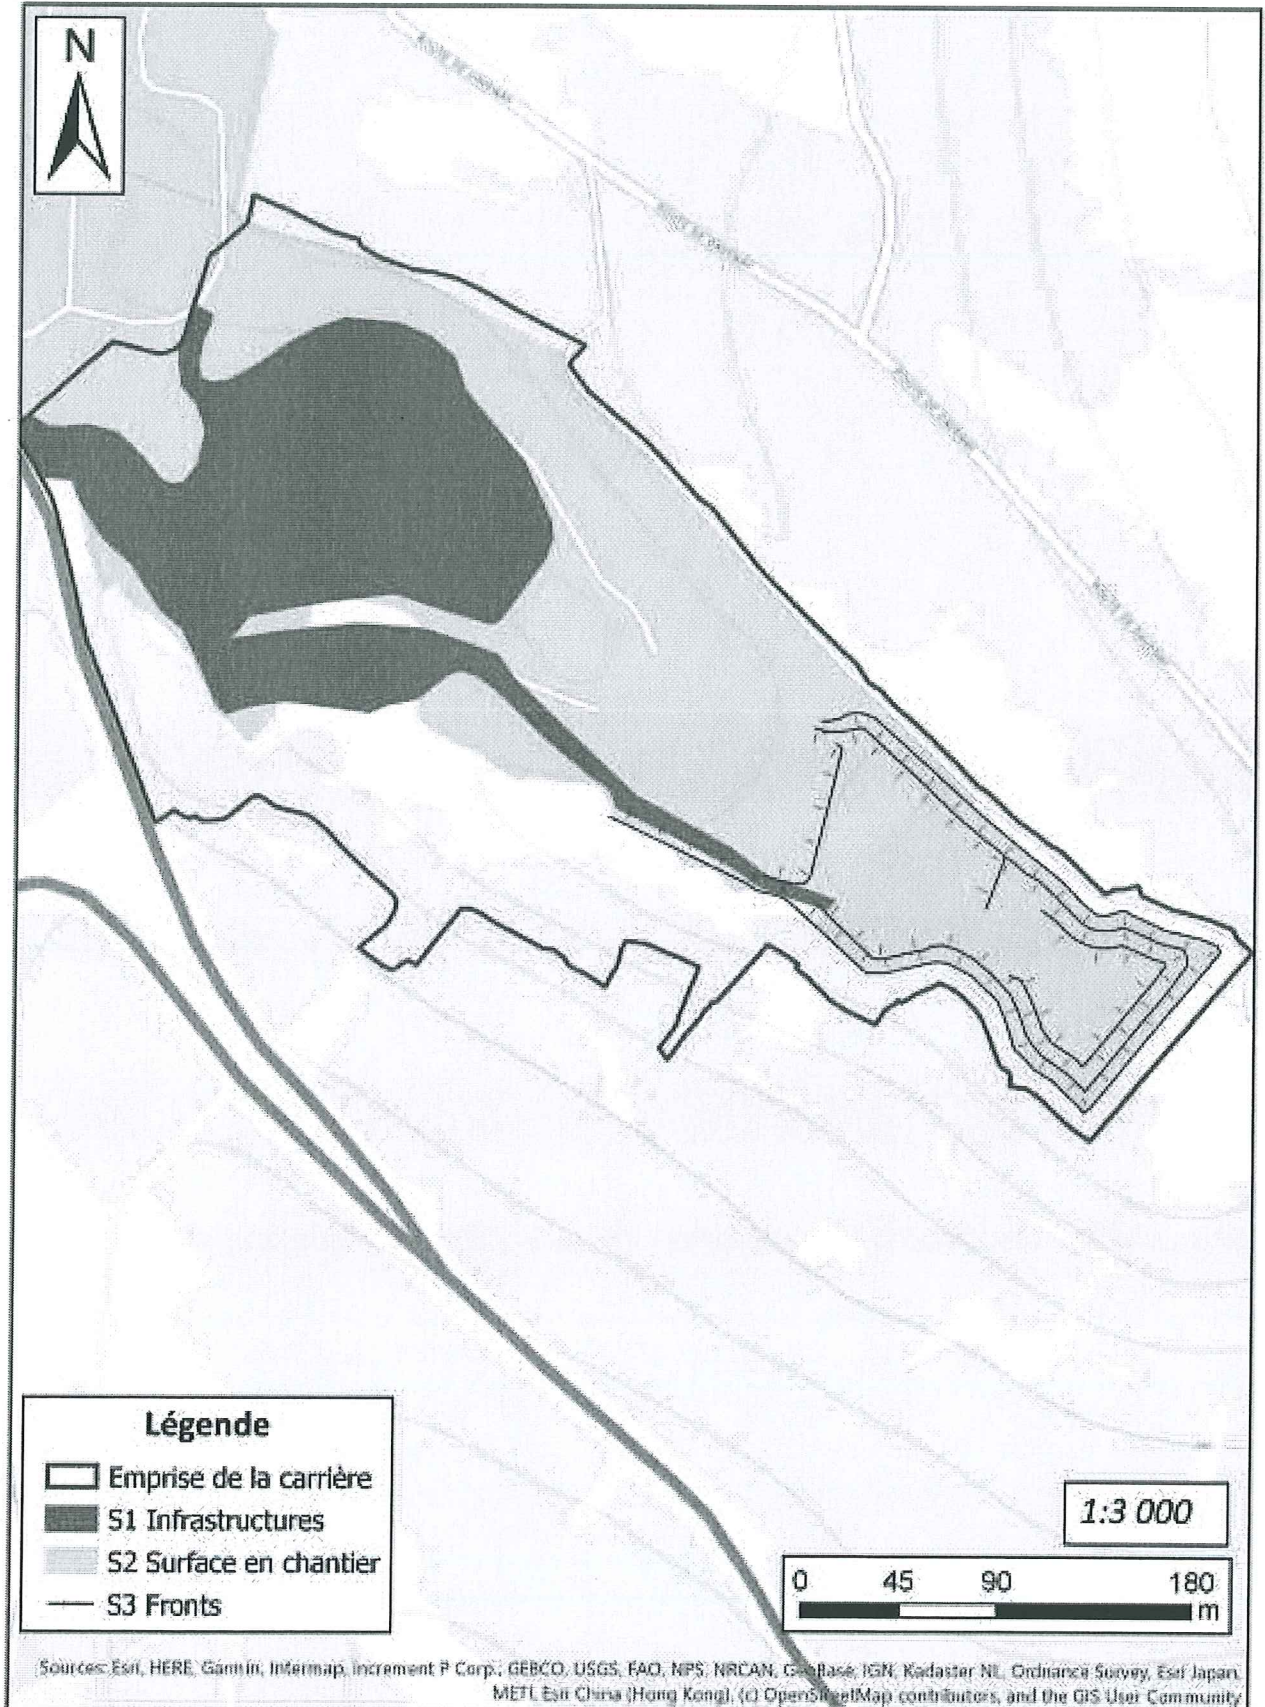 N
Légende
Emprise de la carrière
S1 Infrastructures
S2 Surface en chantier
S3 Fronts
1:3 000
0 45 90 180
m
Sources: Esri, HERE, Garmin, Intermap, increment P Corp., GEBCO, USGS, FAO, NPS, NRCAN, GeoBase, IGN, Kadaster NL, Ordnance Survey, Esri Japan,
METI, Esri China (Hong Kong), (c) OpenStreetMap contributors, and the GIS User Community